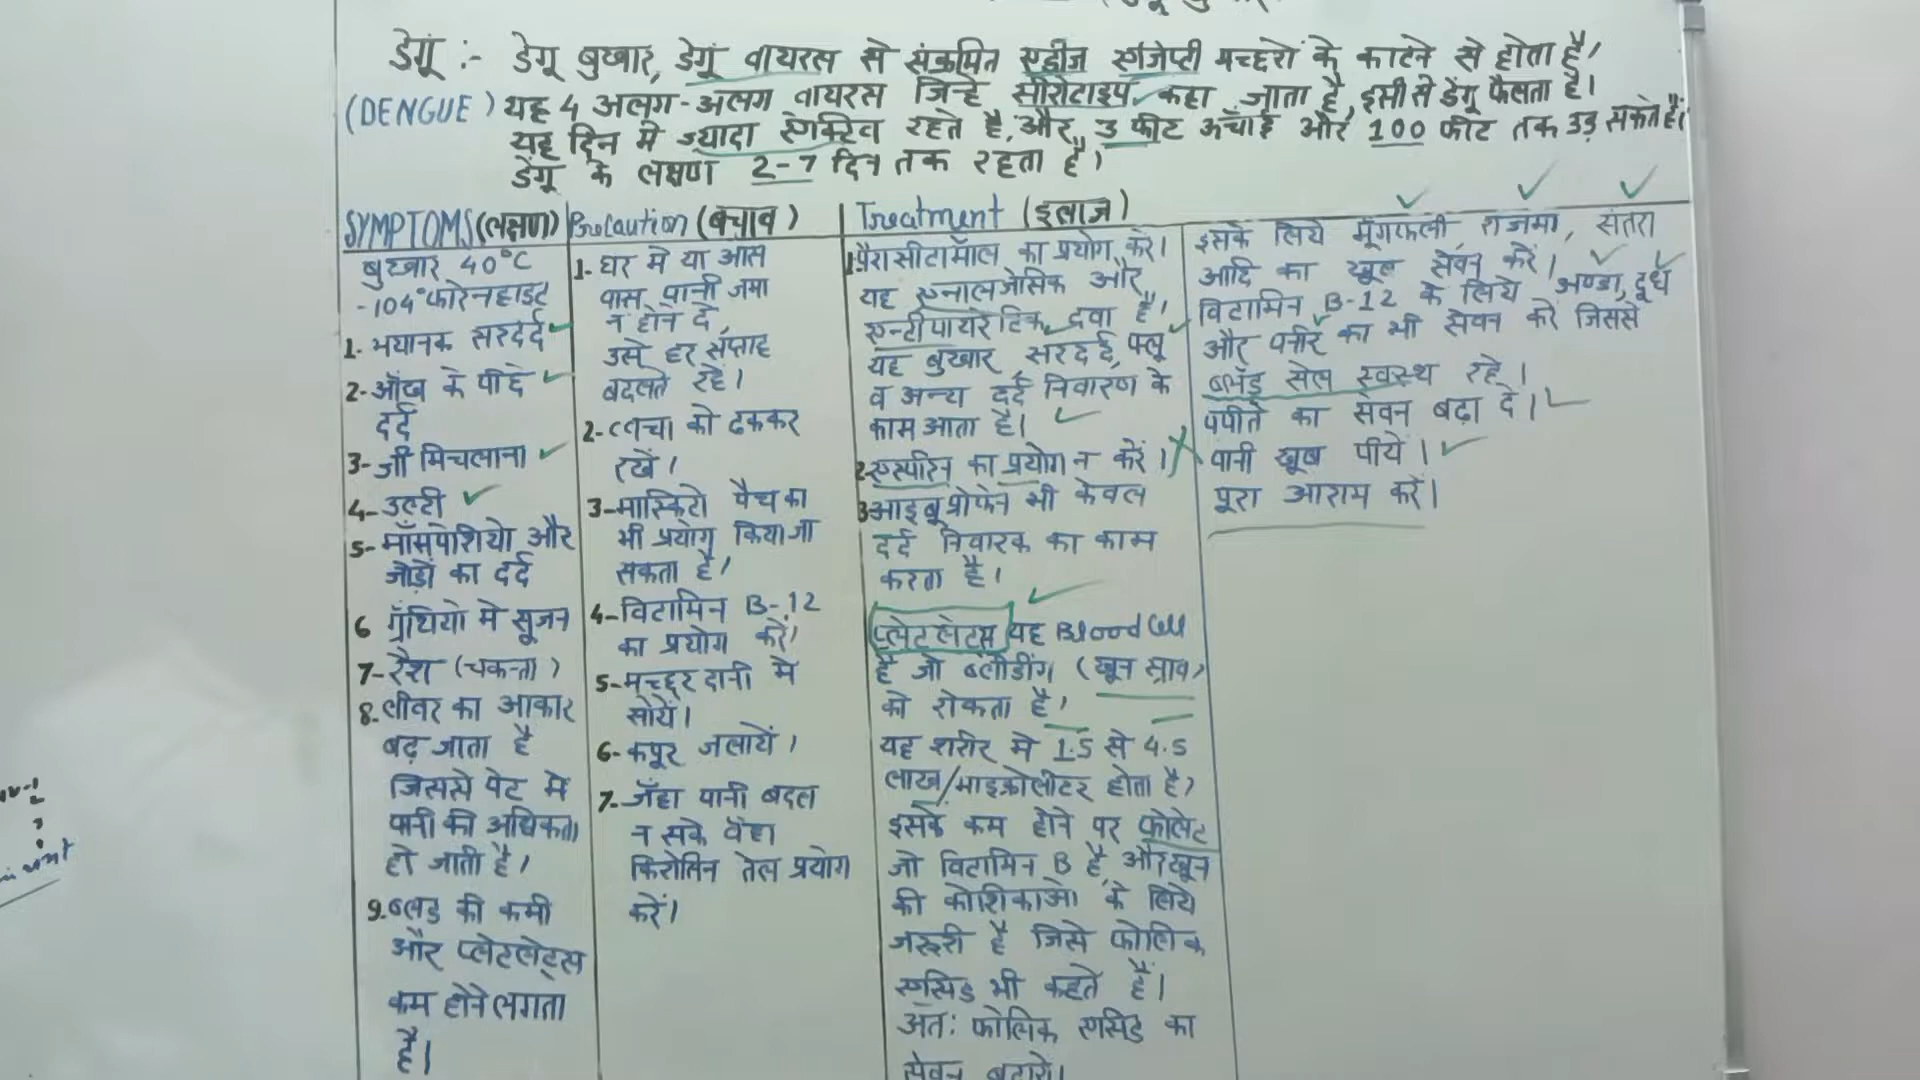 डेगूं :- डेगू बुखार, डेगूं वायरस से संक्रमित एडीज एजिप्टी मच्छरों के काटने से होता है,
(DENGUE) यह 4 अलग-अलग वायरस जिन्हे सीरोटाइप कहा जाता है, इसी से डेंगू फैलता है।
यह दिन मे ज्यादा एक्टिव रहते है, और, 3 फीट ऊँचाई और 100 फीट तक उड़ सकते हैं।
डेंगू के लक्षण 2-7 दिन तक रहता है।
SYMPTOMS (लक्षण)
बुखार 40°C
-104°फारेनहाइट
1- भयानक सरदर्द
2- आँख के पीछे
दर्द
3- जी मिचलाना
4- उल्टी
5- माँसपेशियो और
जोड़ों का दर्द
6 ग्रँथियो मे सूजन
7- रैश (चकत्ता)
8. लीवर का आकार
बढ़ जाता है
जिससे पेट मे
पानी की अधिकता
हो जाती है,
9. ब्लड की कमी
और प्लेटलेट्स
कम होने लगता
है।
Precaution (बचाव)
1- घर मे या आस
पास पानी जमा
न होने दे
उसे हर सप्ताह
बदलते रहें।
2- त्वचा को ढककर
रखें।
3- मास्किटो पैच का
भी प्रयोग किया जा
सकता है,
4- विटामिन B-12
का प्रयोग करें,
5- मच्छर दानी मे
सोयें।
6- कपूर जलायें,
7- जँहा पानी बदल
न सके वँहा
किरोसिन तेल प्रयोग
करें।
Treatment (इलाज)
1 पैरासीटामॉल का प्रयोग करें।
यह एनालजेसिक और
एन्टीपायरेटिक दवा है,
यह बुखार, सरदर्द, फ्लू
व अन्य दर्द निवारण के
काम आता है।
2 एस्परिन का प्रयोग न करें।
3 आइबूप्रोफेन भी केवल
दर्द निवारक का काम
करता है।
प्लेटलेटस यह Blood Cell
है जो ब्लीडींग (खून स्राव)
को रोकता है,
यह शरीर मे 1.5 से 4.5
लाख/माइक्रोलीटर होता है,
इसके कम होने पर फोलेट
जो विटामिन B है, और खून
की कोशिकाओ के लिये
जरूरी है जिसे फोलिक
एसिड भी कहते हैं।
अत: फोलिक एसिड का
सेवन
इसके लिये मूंगफली, राजमा, संतरा
आदि का खूब सेवन करें।
विटामिन B-12 के लिये अण्डा, दूध
और पनीर का भी सेवन करे जिससे
ब्लॅड सेल स्वस्थ रहे।
पपीते का सेवन बढ़ा दे।
पानी खूब पीये।
पूरा आराम करें।